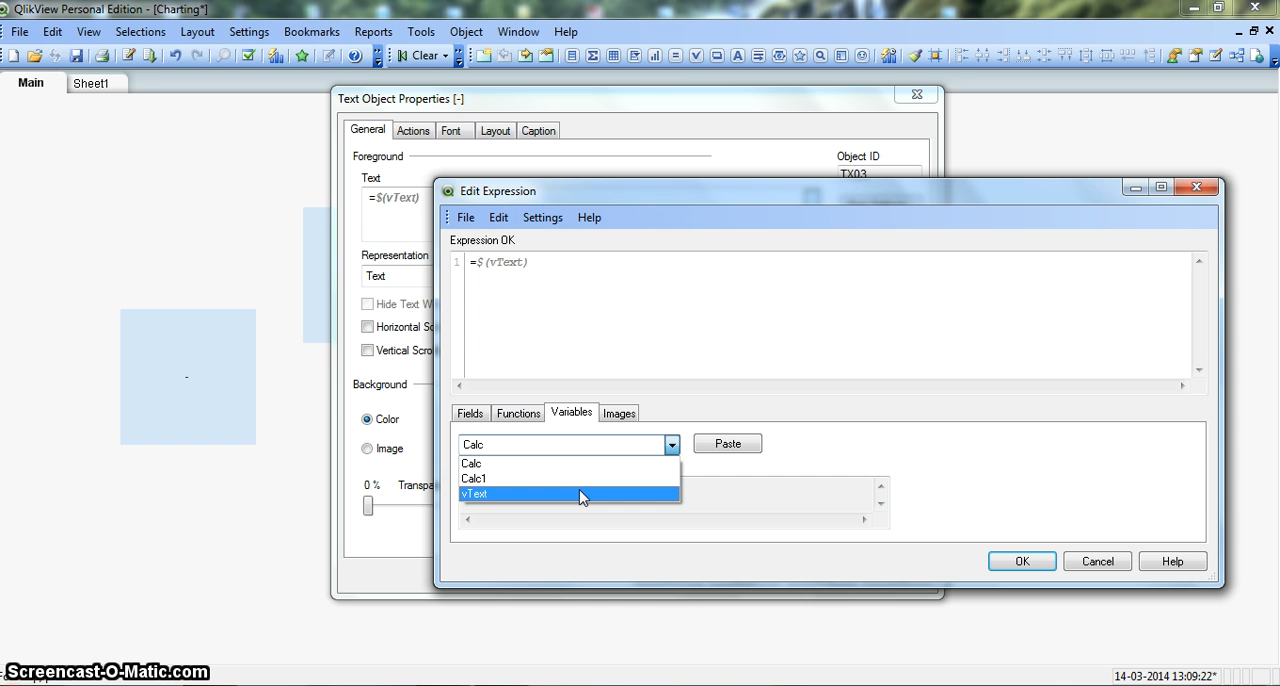 QlikView Personal Edition - [Charting*]
File Edit View Selections Layout Settings Bookmarks Reports Tools Object Window Help
Clear
Main Sheet1
Text Object Properties [-]
General Actions Font Layout Caption
Foreground Object ID
Text TX03
=$(vText)
Edit Expression
File Edit Settings Help
Expression OK
1 =$(vText)
Representation
Text
Hide Text
Horizontal
Vertical
Background
Color
Image
0 %
-
Fields Functions Variables Images
Calc Paste
Calc
Calc1
vText
OK Cancel Help
Screencast-O-Matic.com
14-03-2014 13:09:22*